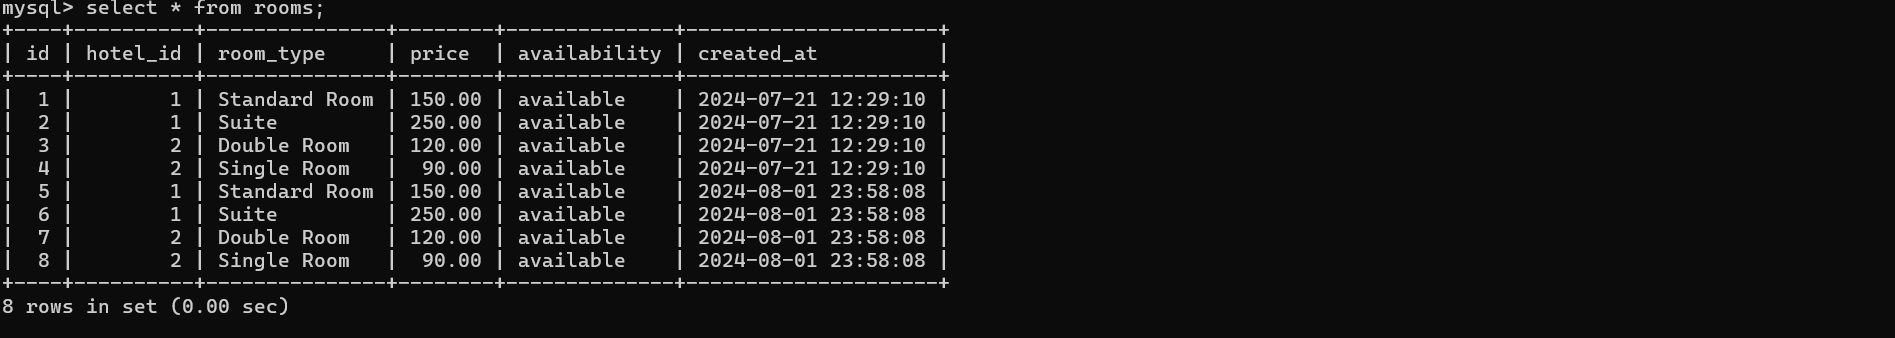 mysql> select * from rooms;
+----+----------+---------------+--------+--------------+---------------------+
| id | hotel_id | room_type     | price  | availability | created_at          |
+----+----------+---------------+--------+--------------+---------------------+
|  1 |        1 | Standard Room | 150.00 | available    | 2024-07-21 12:29:10 |
|  2 |        1 | Suite         | 250.00 | available    | 2024-07-21 12:29:10 |
|  3 |        2 | Double Room   | 120.00 | available    | 2024-07-21 12:29:10 |
|  4 |        2 | Single Room   |  90.00 | available    | 2024-07-21 12:29:10 |
|  5 |        1 | Standard Room | 150.00 | available    | 2024-08-01 23:58:08 |
|  6 |        1 | Suite         | 250.00 | available    | 2024-08-01 23:58:08 |
|  7 |        2 | Double Room   | 120.00 | available    | 2024-08-01 23:58:08 |
|  8 |        2 | Single Room   |  90.00 | available    | 2024-08-01 23:58:08 |
+----+----------+---------------+--------+--------------+---------------------+
8 rows in set (0.00 sec)